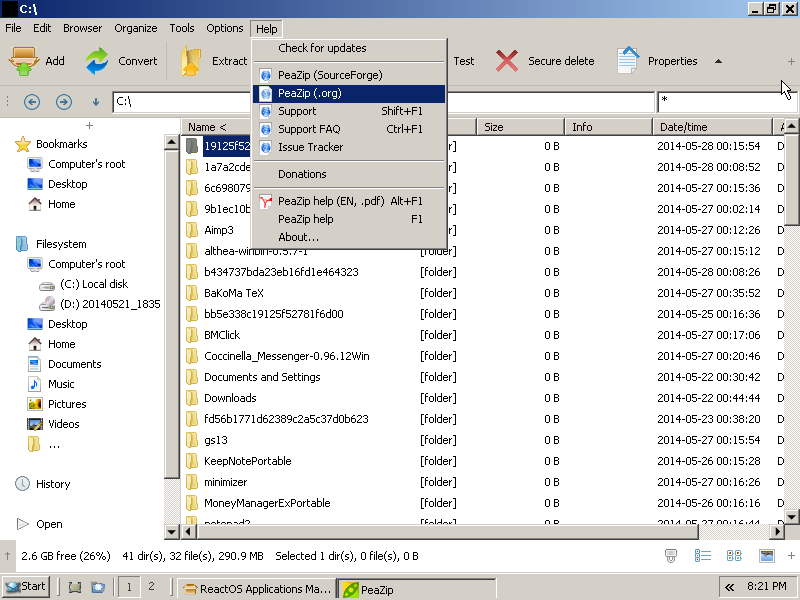 C:\
File Edit Browser Organize Tools Options Help
Add Convert Extract Test Secure delete Properties
Check for updates
PeaZip (SourceForge)
PeaZip (.org)
Support Shift+F1
Support FAQ Ctrl+F1
Issue Tracker
Donations
PeaZip help (EN, .pdf) Alt+F1
PeaZip help F1
About...
C:\ *
Bookmarks
Computer's root
Desktop
Home
Filesystem
Computer's root
(C:) Local disk
(D:) 20140521_1835
Desktop
Home
Documents
Music
Pictures
Videos
...
History
Open
Name < Size Info Date/time A
19125f52 r] 0 B 2014-05-28 00:15:54 D
1a7a2cde r] 0 B 2014-05-28 00:08:52 D
6c698079 r] 0 B 2014-05-27 00:15:36 D
9b1ec10b r] 0 B 2014-05-27 00:02:14 D
Aimp3 r] 0 B 2014-05-27 00:12:26 D
althea-winbin-0.5.7-1 [folder] 0 B 2014-05-27 00:15:12 D
b434737bda23eb16fd1e464323 [folder] 0 B 2014-05-28 00:08:26 D
BaKoMa TeX [folder] 0 B 2014-05-27 00:35:52 D
bb5e338c19125f52781f6d00 [folder] 0 B 2014-05-25 00:16:36 D
BMClick [folder] 0 B 2014-05-27 00:17:06 D
Coccinella_Messenger-0.96.12Win [folder] 0 B 2014-05-27 00:20:46 D
Documents and Settings [folder] 0 B 2014-05-22 00:30:42 D
Downloads [folder] 0 B 2014-05-22 00:44:44 D
fd56b1771d62389c2a5c37d0b623 [folder] 0 B 2014-05-23 00:38:20 D
gs13 [folder] 0 B 2014-05-27 00:15:54 D
KeepNotePortable [folder] 0 B 2014-05-26 00:15:28 D
minimizer [folder] 0 B 2014-05-27 00:16:26 D
MoneyManagerExPortable [folder] 0 B 2014-05-26 00:16:16 D
notepad2 [folder] 0 B 2014-05-27 00:16:44 D
2.6 GB free (26%) 41 dir(s), 32 file(s), 290.9 MB Selected 1 dir(s), 0 file(s), 0 B
Start 1 2 ReactOS Applications Ma... PeaZip « 8:21 PM